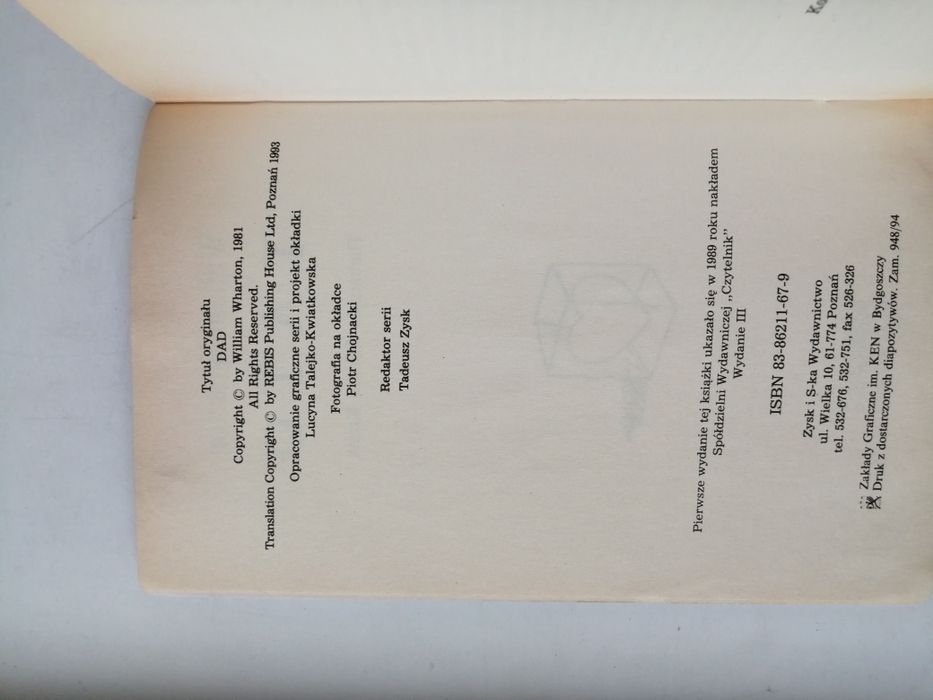 Tytuł oryginału
DAD
Copyright © by William Wharton, 1981
All Rights Reserved.
Translation Copyright © by REBIS Publishing House Ltd, Poznań 1993
Opracowanie graficzne serii i projekt okładki
Lucyna Talejko-Kwiatkowska
Fotografia na okładce
Piotr Chojnacki
Redaktor serii
Tadeusz Zysk
Pierwsze wydanie tej książki ukazało się w 1989 roku nakładem
Spółdzielni Wydawniczej ,,Czytelnik”
Wydanie III
ISBN 83-86211-67-9
Zysk i S-ka Wydawnictwo
ul. Wielka 10, 61-774 Poznań
tel. 532-676, 532-751, fax 526-326
Zakłady Graficzne im. KEN w Bydgoszczy
Druk z dostarczonych diapozytywów. Zam. 948/94